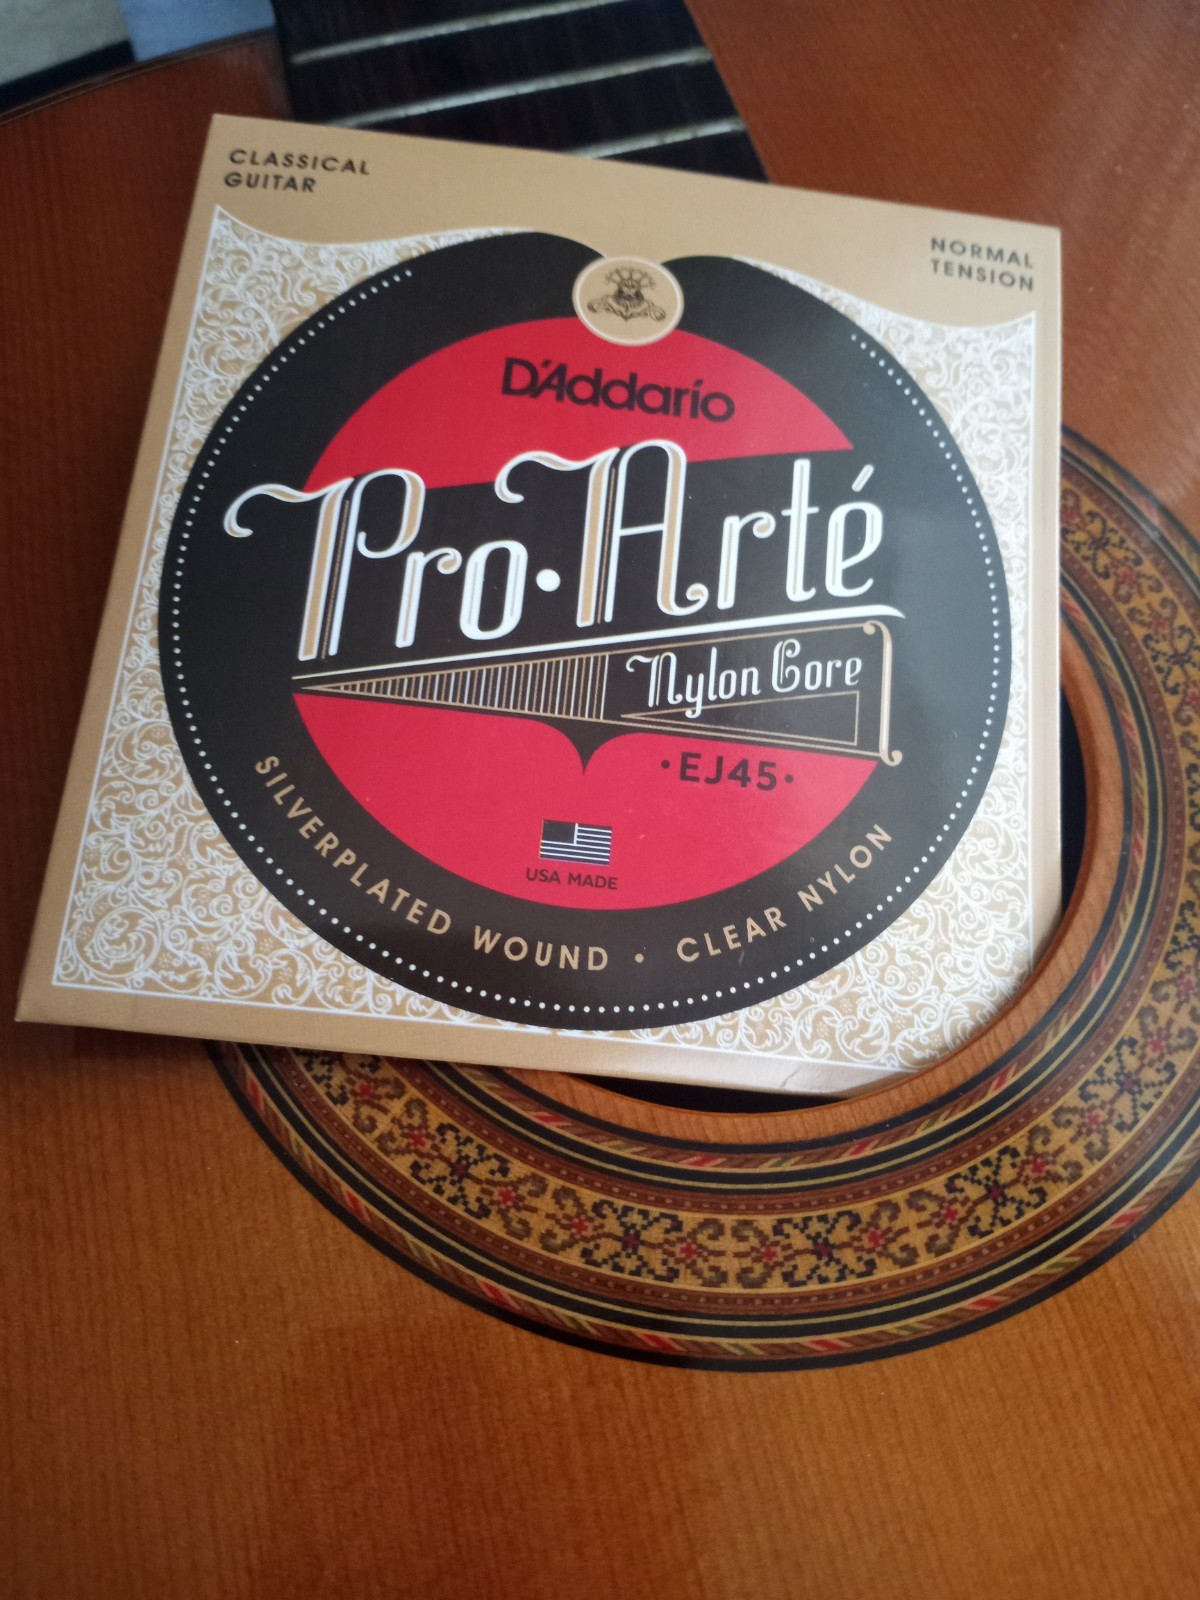 CLASSICAL
GUITAR
NORMAL
TENSION
D'Addario
Pro·Arté
Nylon Core
·EJ45·
USA MADE
SILVERPLATED WOUND · CLEAR NYLON